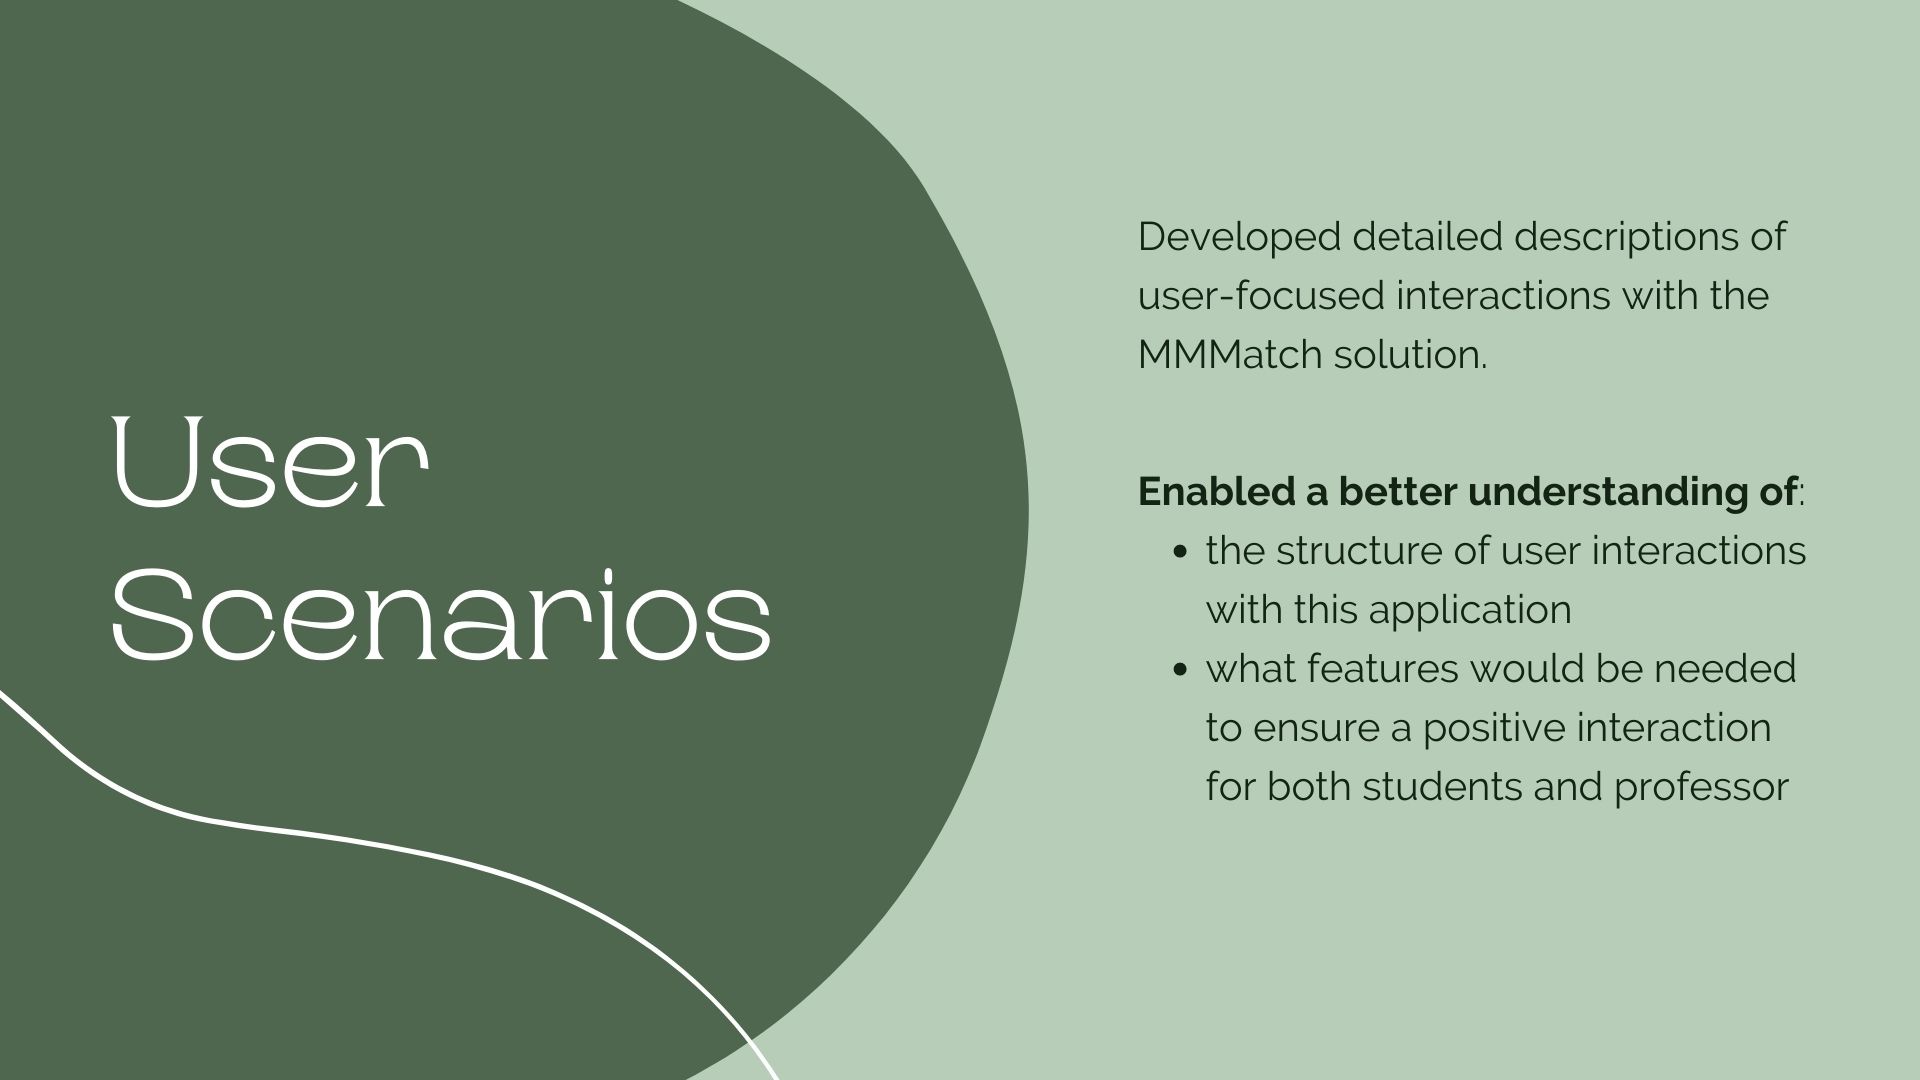 User
Scenarios
Developed detailed descriptions of
user-focused interactions with the
MMMatch solution.
Enabled a better understanding of:
• the structure of user interactions
with this application
• what features would be needed
to ensure a positive interaction
for both students and professor